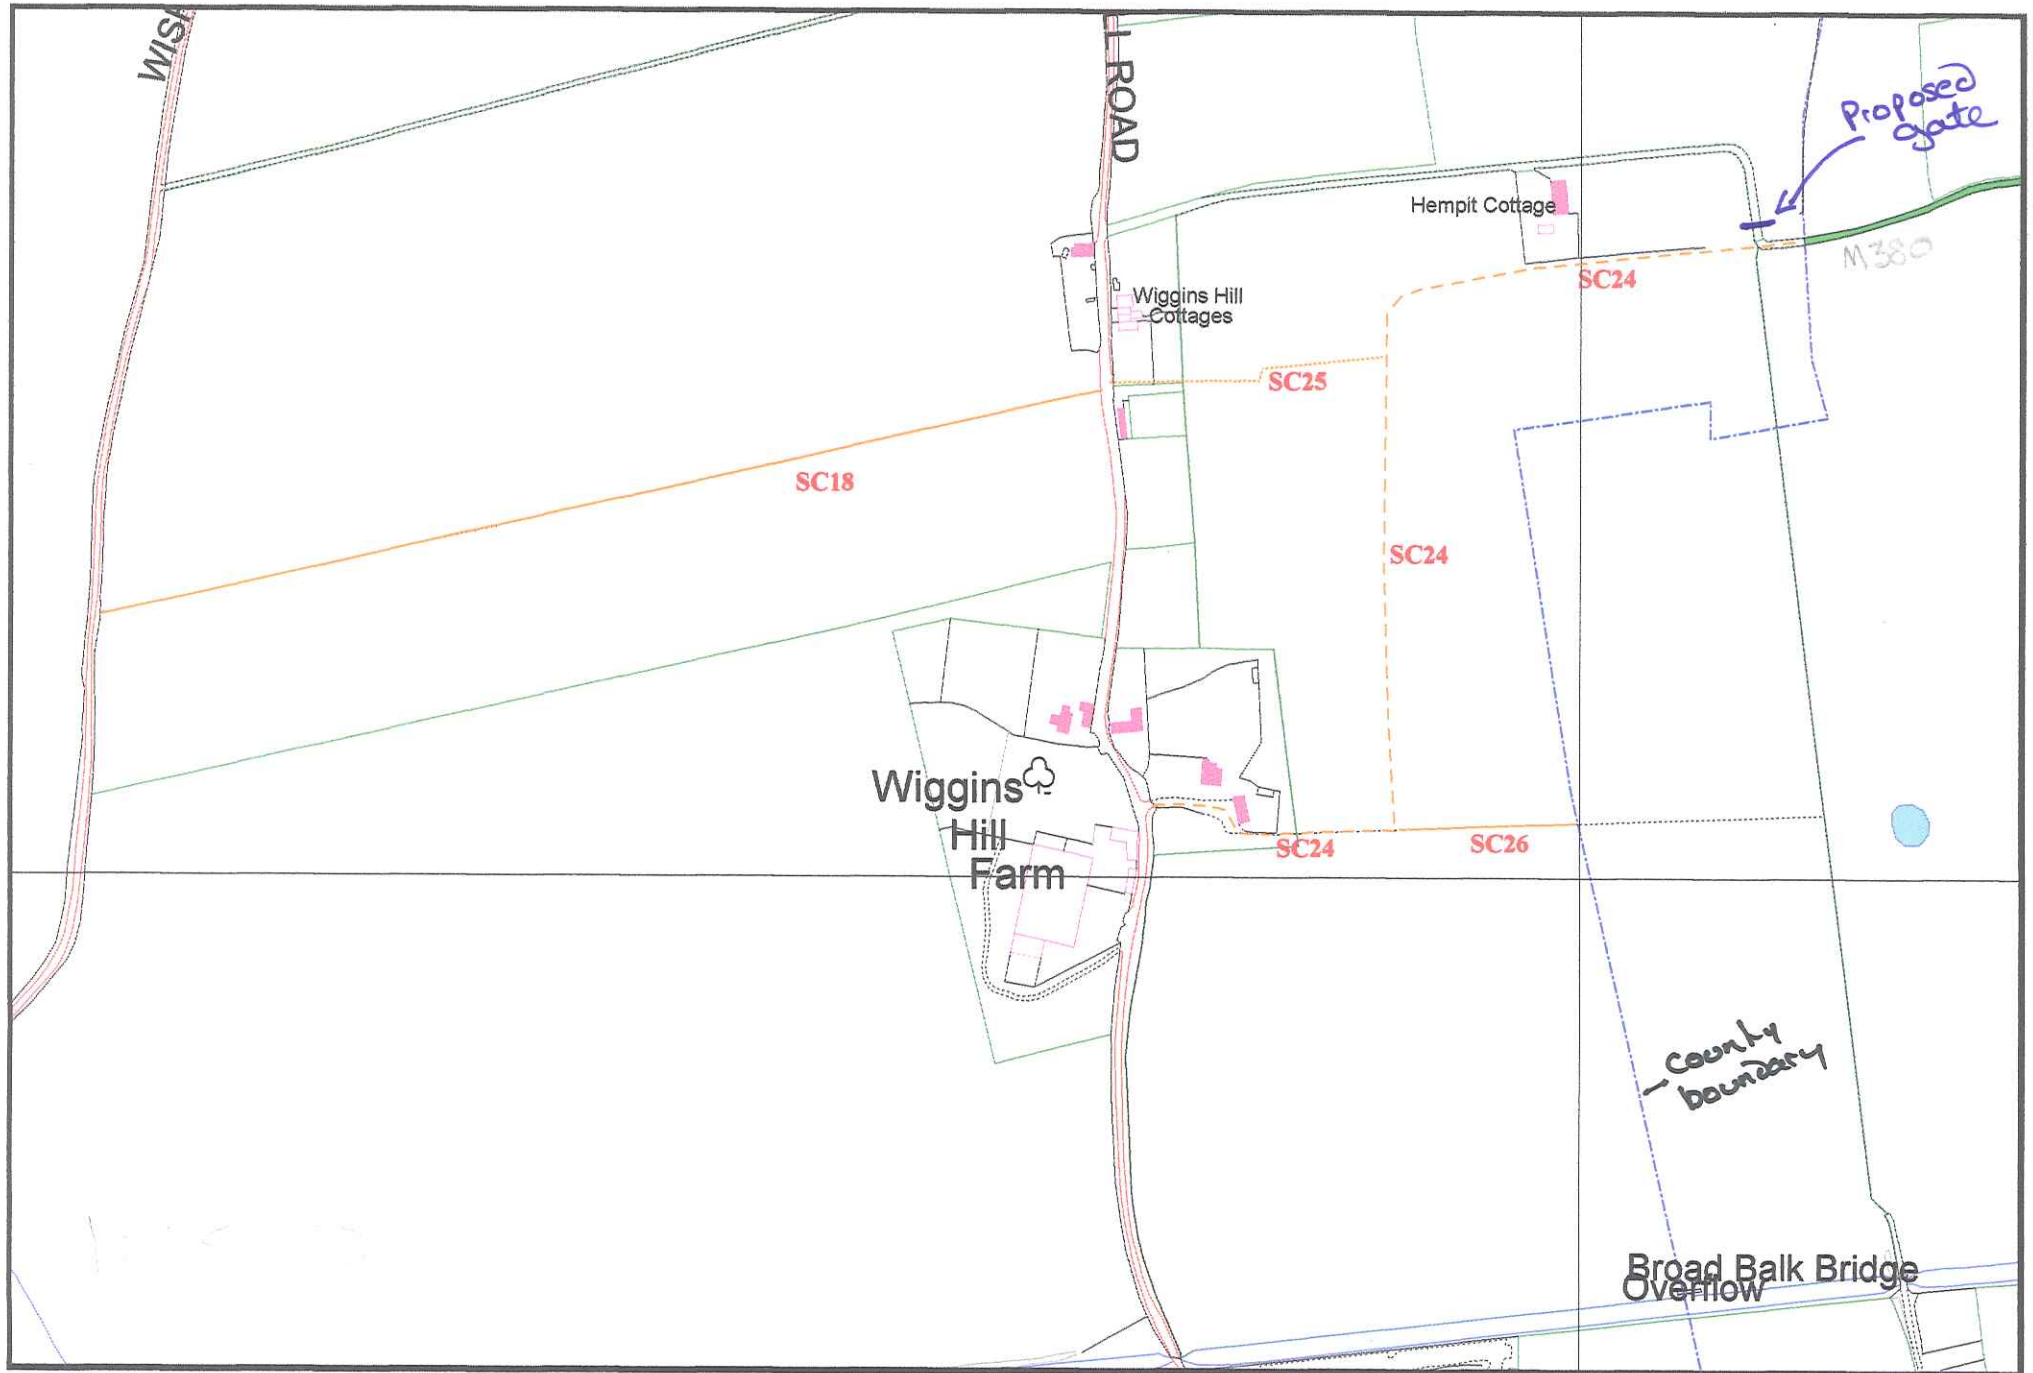 WIS
L ROAD
Proposed
gate
Hempit Cottage
M380
SC24
Wiggins Hill
Cottages
SC25
SC18
SC24
Wiggins
Hill
Farm
SC24
SC26
County
boundary
Broad Balk Bridge
Overflow